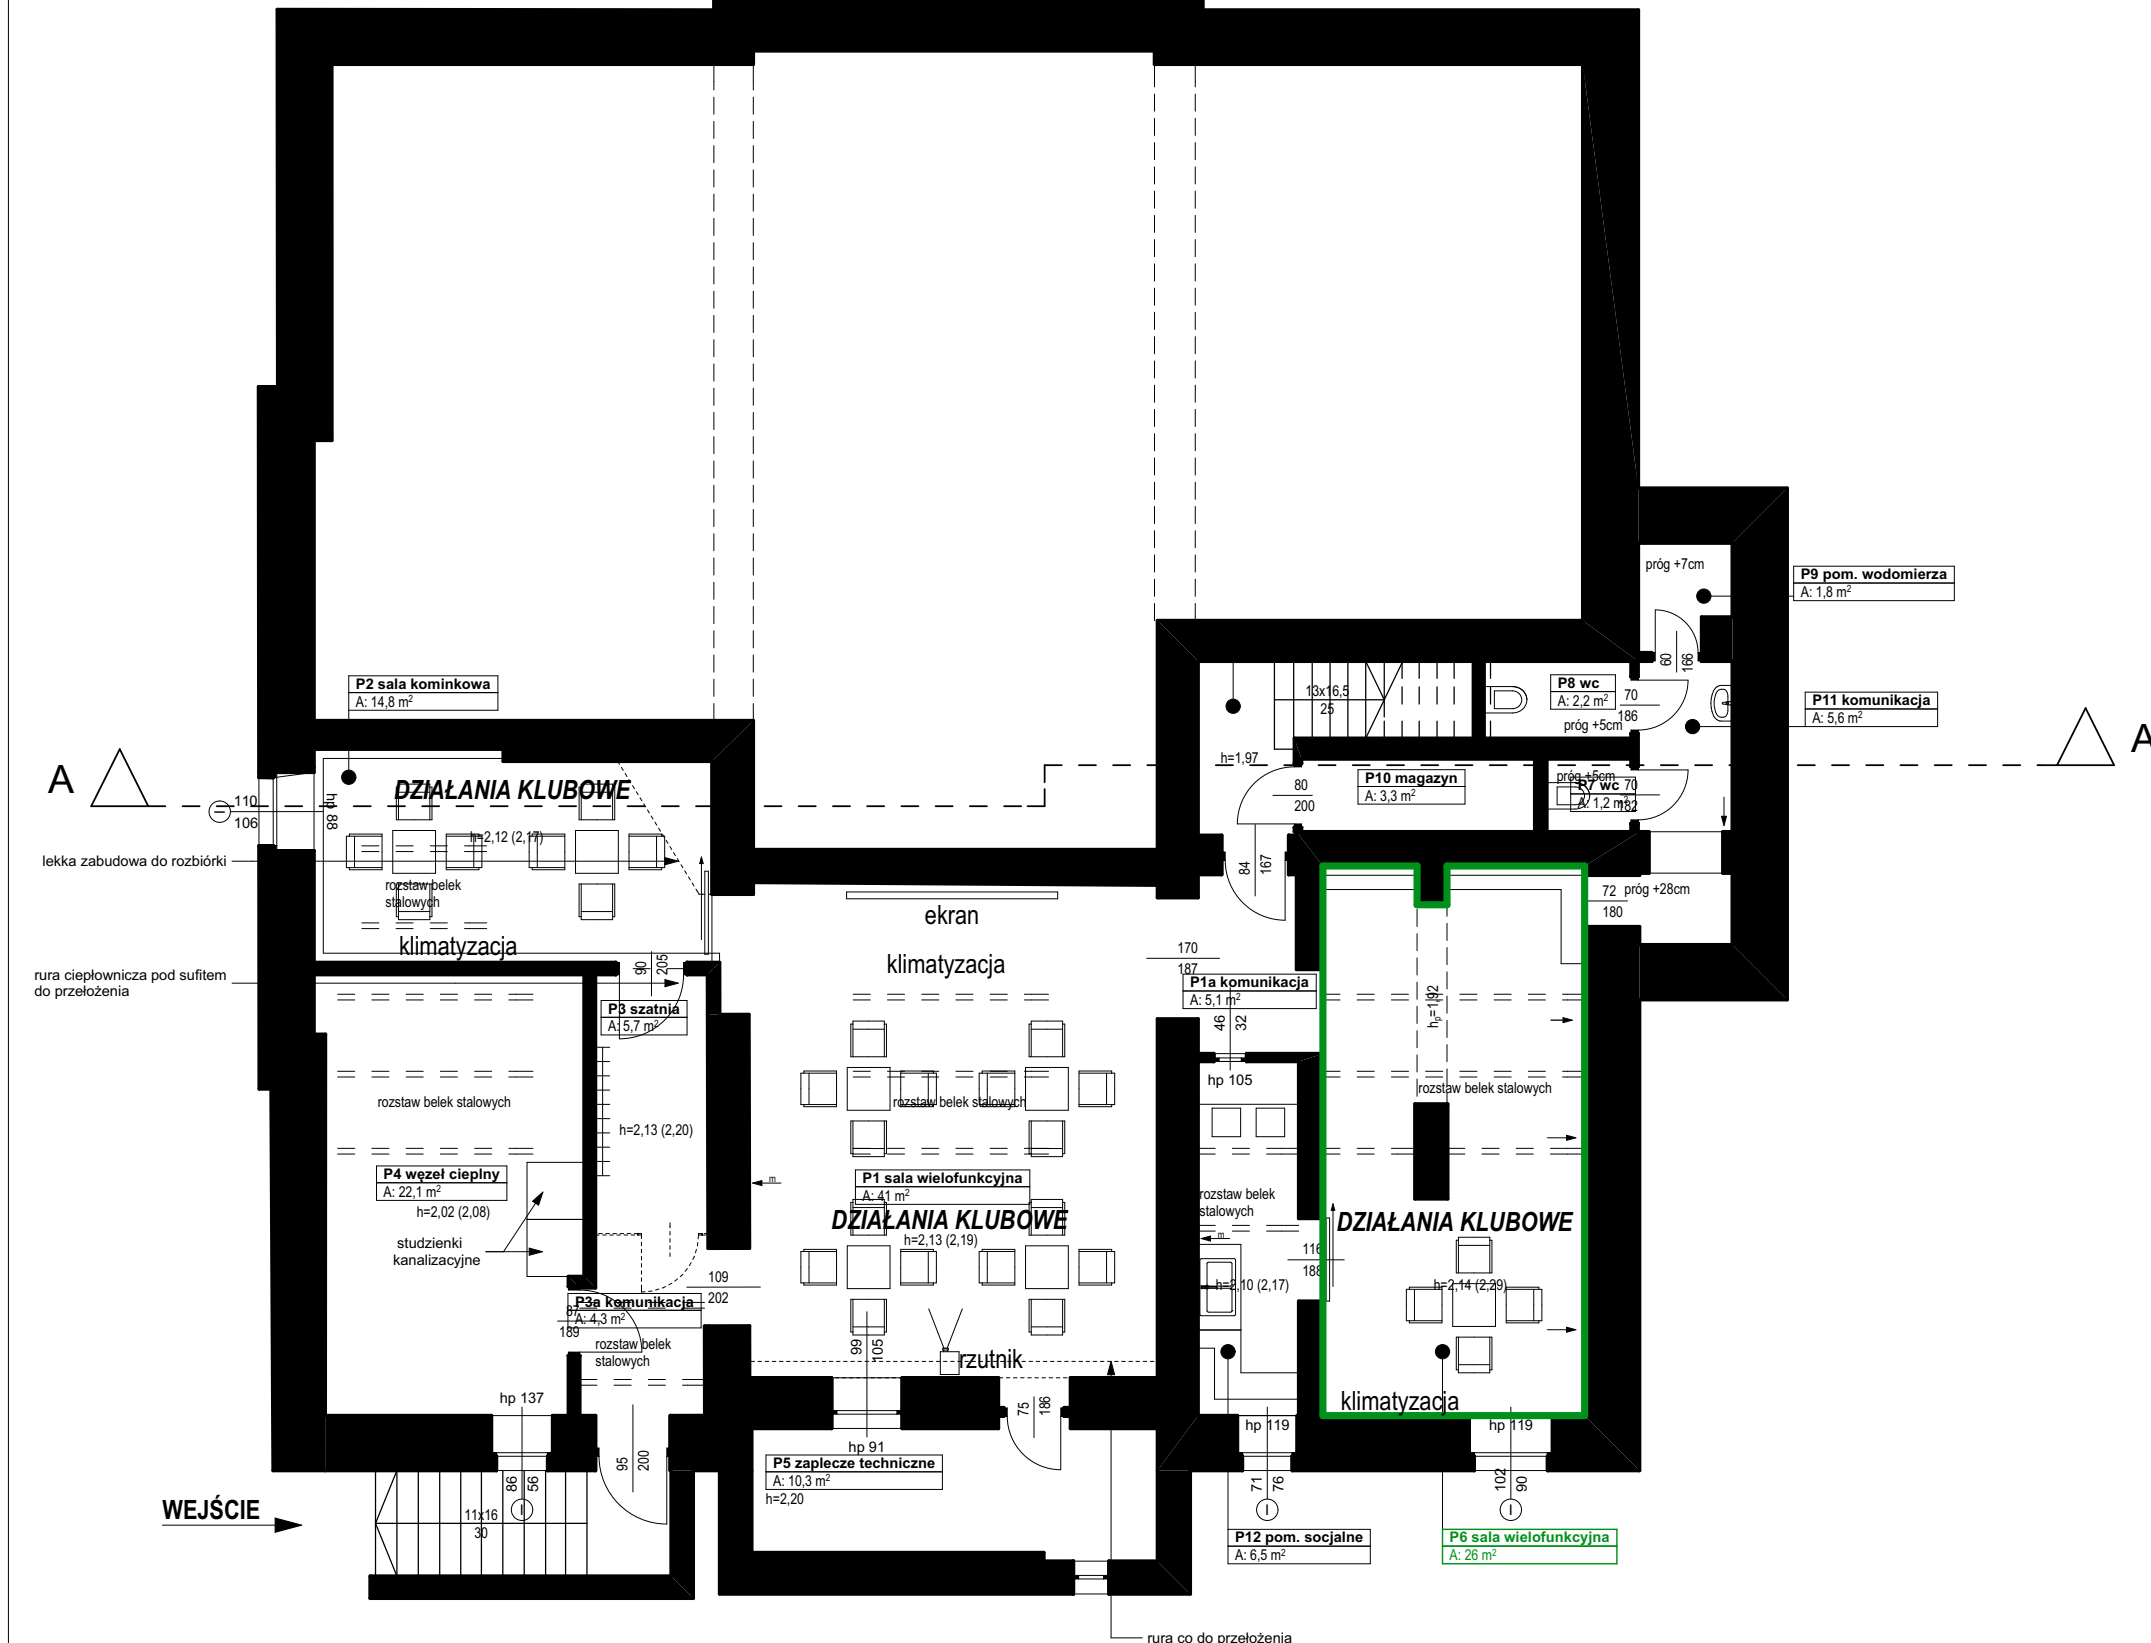 próg +7cm
P9 pom. wodomierza
A: 1,8 m²
60
166
P2 sala kominkowa
A: 14,8 m²
13x16,5
25
P8 wc
A: 2,2 m²
70
186
próg +5cm
P11 komunikacja
A: 5,6 m²
A
A
h=1,97
DZIAŁANIA KLUBOWE
110
106
hp 88
h=2,12 (2,17)
80
200
P10 magazyn
A: 3,3 m²
próg +5cm
P7 wc
A: 1,2 m²
70
182
lekka zabudowa do rozbiórki
rozstaw belek
stalowych
klimatyzacja
84
167
72
180
próg +28cm
ekran
klimatyzacja
170
187
90
205
rura ciepłownicza pod sufitem
do przełożenia
P1a komunikacja
A: 5,1 m²
46
32
hp=1,92
P3 szatnia
A: 5,7 m²
hp 105
rozstaw belek stalowych
rozstaw belek stalowych
rozstaw belek stalowych
h=2,13 (2,20)
P4 węzeł cieplny
A: 22,1 m²
h=2,02 (2,08)
m
P1 sala wielofunkcyjna
A: 41 m²
DZIAŁANIA KLUBOWE
h=2,13 (2,19)
rozstaw belek
stalowych
m
DZIAŁANIA KLUBOWE
studzienki
kanalizacyjne
116
188
h=2,10 (2,17)
h=2,14 (2,29)
109
202
P3a komunikacja
A: 4,3 m²
87
189
rozstaw belek
stalowych
99
105
rzutnik
klimatyzacja
hp 137
75
186
hp 119
hp 119
hp 91
95
200
P5 zaplecze techniczne
A: 10,3 m²
h=2,20
86
56
71
76
102
90
WEJŚCIE
11x16
30
P12 pom. socjalne
A: 6,5 m²
P6 sala wielofunkcyjna
A: 26 m²
rura co do przełożenia